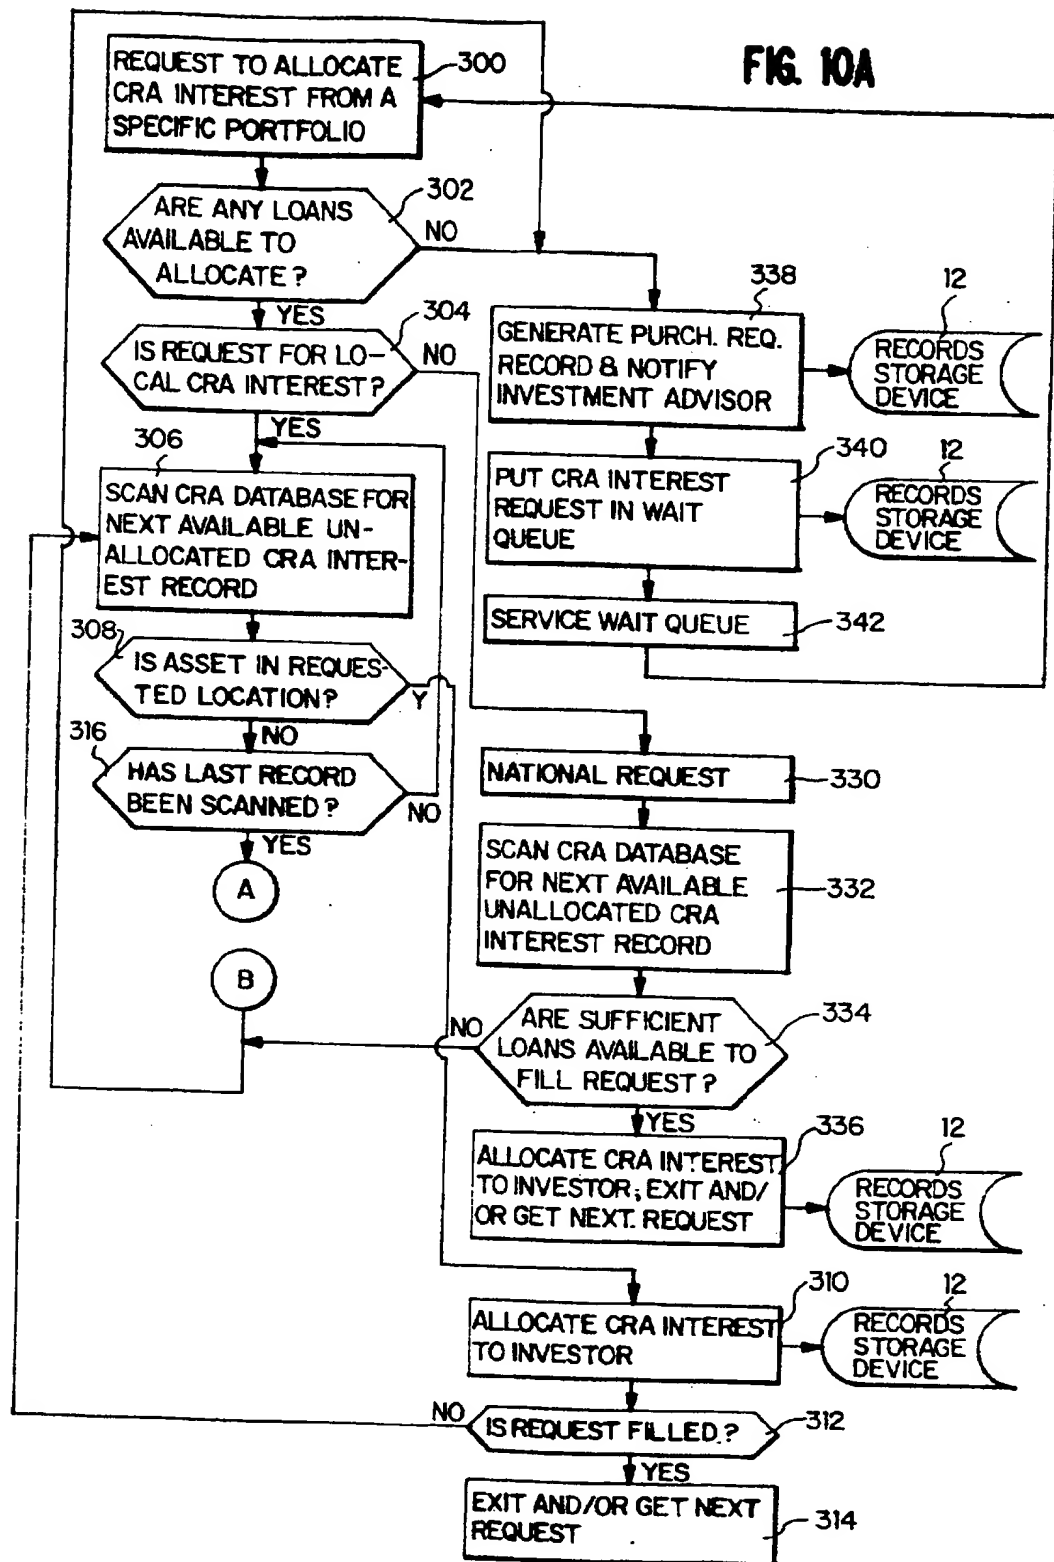 FIG. 10A
REQUEST TO ALLOCATE
CRA INTEREST FROM A
SPECIFIC PORTFOLIO
300
ARE ANY LOANS
AVAILABLE TO
ALLOCATE?
302
NO
YES
IS REQUEST FOR LO-
CAL CRA INTEREST?
304
NO
YES
306
SCAN CRA DATABASE FOR
NEXT AVAILABLE UN-
ALLOCATED CRA INTER-
EST RECORD
308
IS ASSET IN REQUES-
TED LOCATION?
Y
NO
316
HAS LAST RECORD
BEEN SCANNED?
NO
YES
A
B
338
GENERATE PURCH. REQ.
RECORD & NOTIFY
INVESTMENT ADVISOR
12
RECORDS
STORAGE
DEVICE
340
PUT CRA INTEREST
REQUEST IN WAIT
QUEUE
12
RECORDS
STORAGE
DEVICE
SERVICE WAIT QUEUE
342
NATIONAL REQUEST
330
SCAN CRA DATABASE
FOR NEXT AVAILABLE
UNALLOCATED CRA
INTEREST RECORD
332
ARE SUFFICIENT
LOANS AVAILABLE TO
FILL REQUEST?
334
NO
YES
336
ALLOCATE CRA INTEREST
TO INVESTOR; EXIT AND/
OR GET NEXT. REQUEST
12
RECORDS
STORAGE
DEVICE
310
ALLOCATE CRA INTEREST
TO INVESTOR
12
RECORDS
STORAGE
DEVICE
NO
IS REQUEST FILLED.?
312
YES
EXIT AND/OR GET NEXT
REQUEST
314